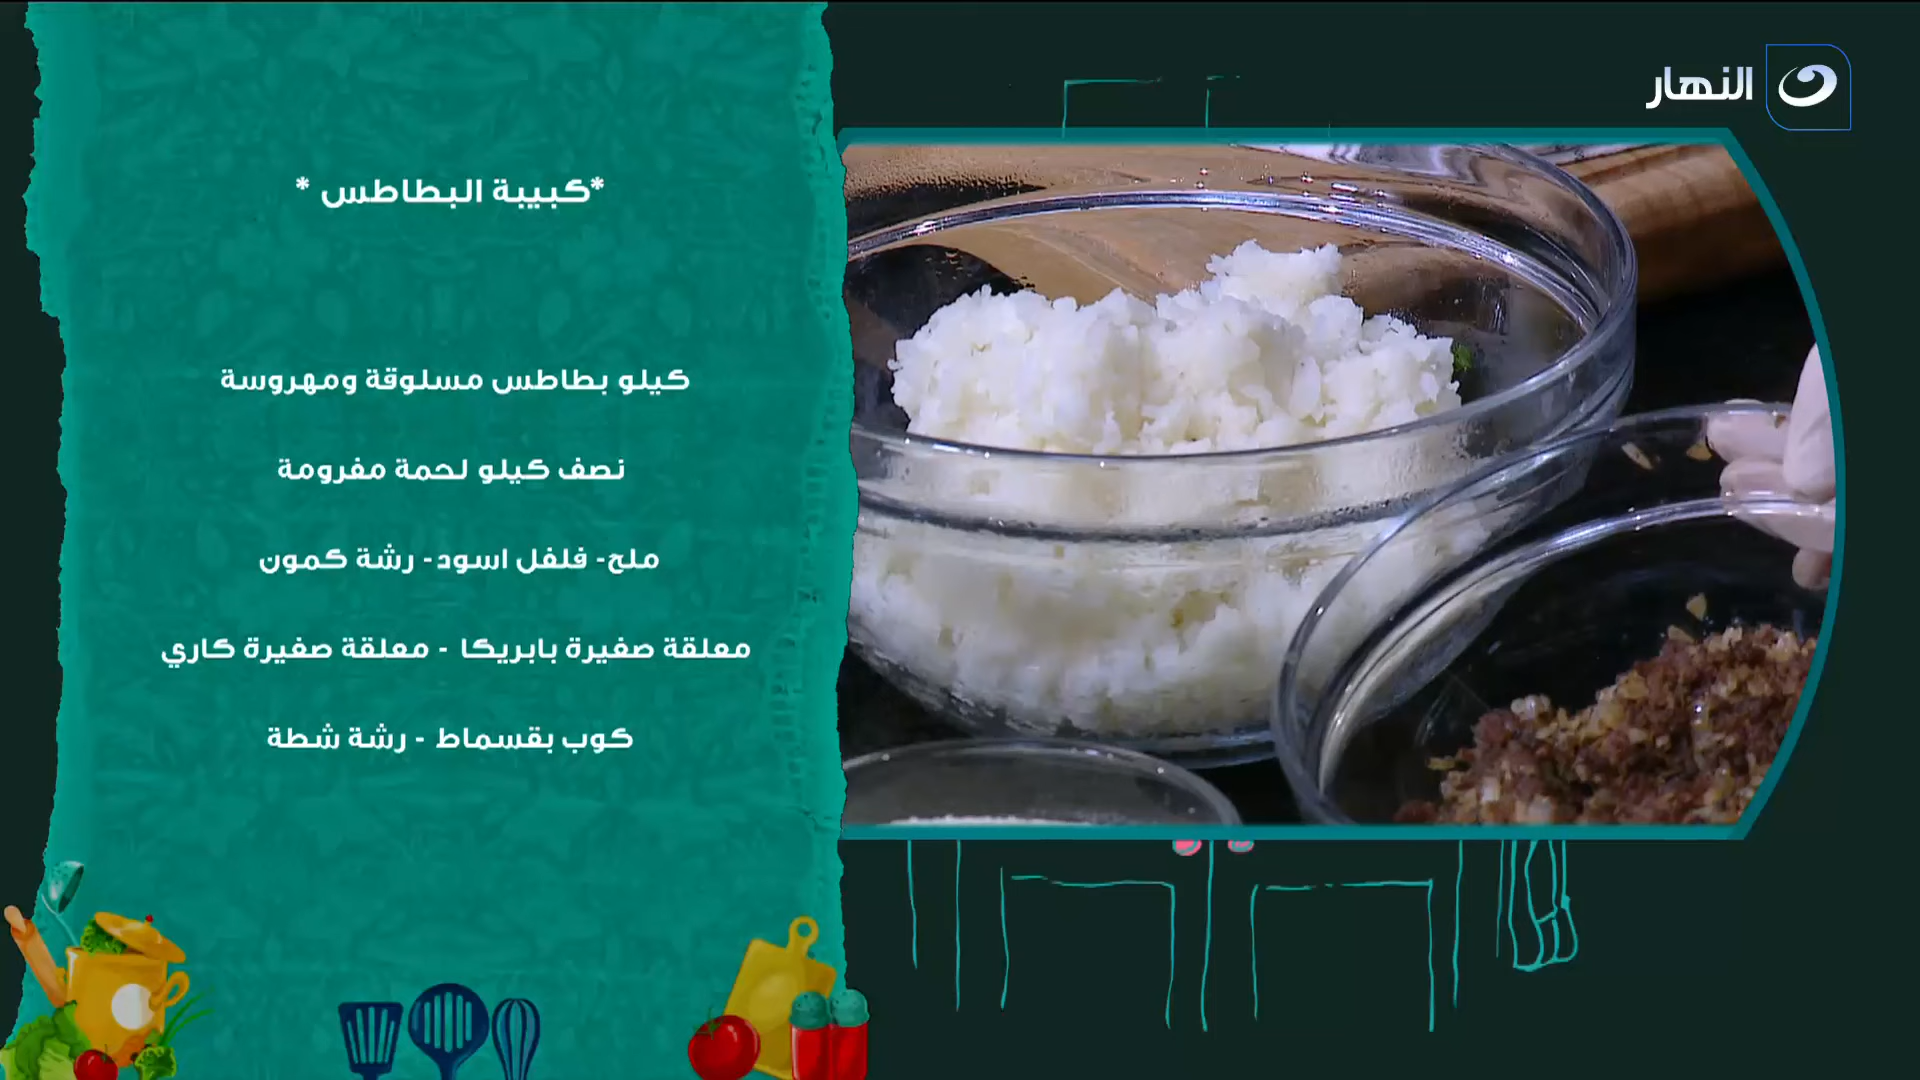 النهار
*كبيبة البطاطس *
كيلو بطاطس مسلوقة ومهروسة
نصف كيلو لحمة مفرومة
ملح- فلفل اسود- رشة كمون
معلقة صغيرة بابريكا - معلقة صغيرة كاري
كوب بقسماط - رشة شطة